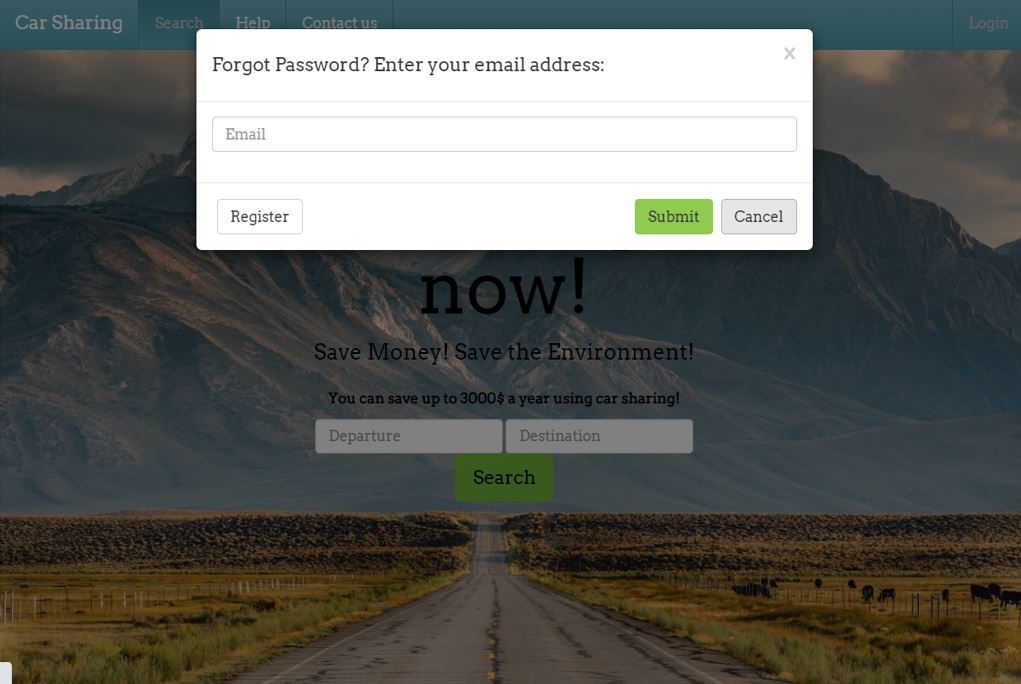 Car Sharing Search Help Contact us Login
×
Forgot Password? Enter your email address:
Email
Register Submit Cancel
now!
Save Money! Save the Environment!
You can save up to 3000$ a year using car sharing!
Departure Destination
Search